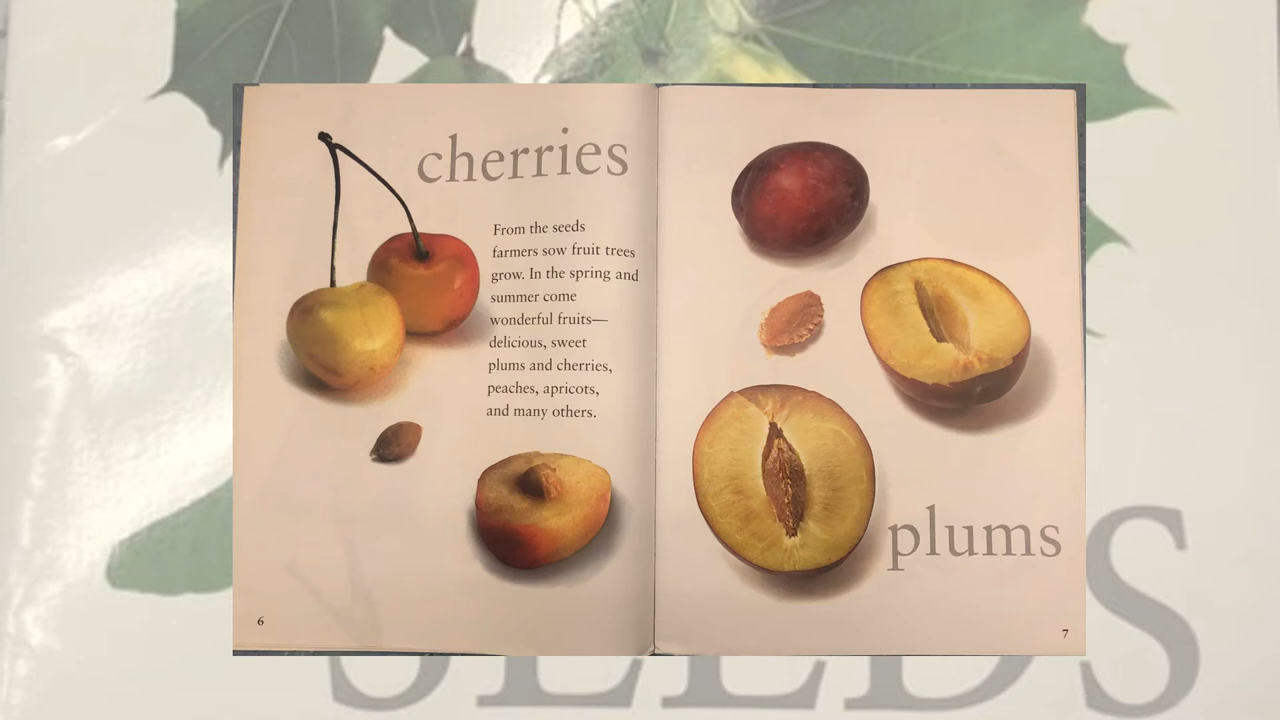 cherries
From the seeds
farmers sow fruit trees
grow. In the spring and
summer come
wonderful fruits—
delicious, sweet
plums and cherries,
peaches, apricots,
and many others.
6
plums
7
SEEDS